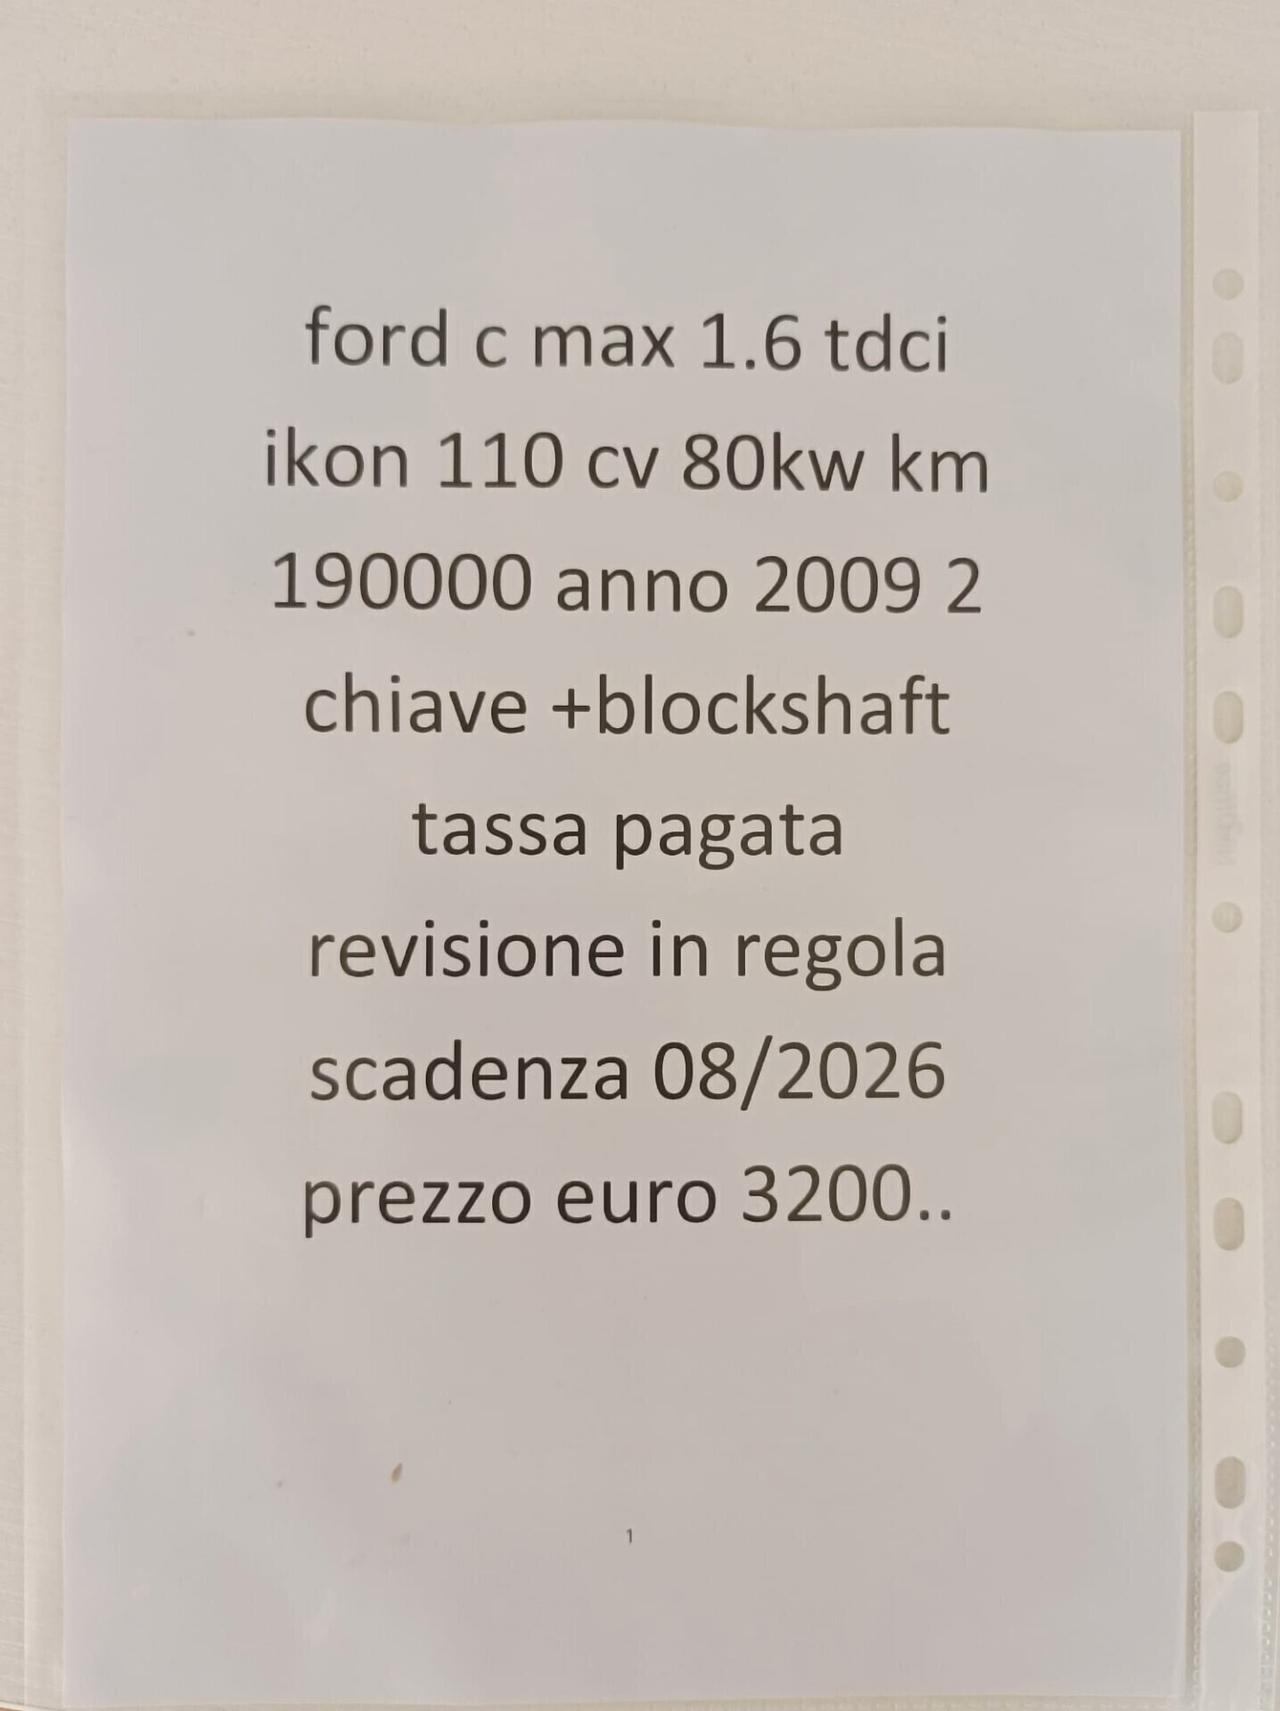 ford c max 1.6 tdci
ikon 110 cv 80kw km
190000 anno 2009 2
chiave +blockshaft
tassa pagata
revisione in regola
scadenza 08/2026
prezzo euro 3200..
1